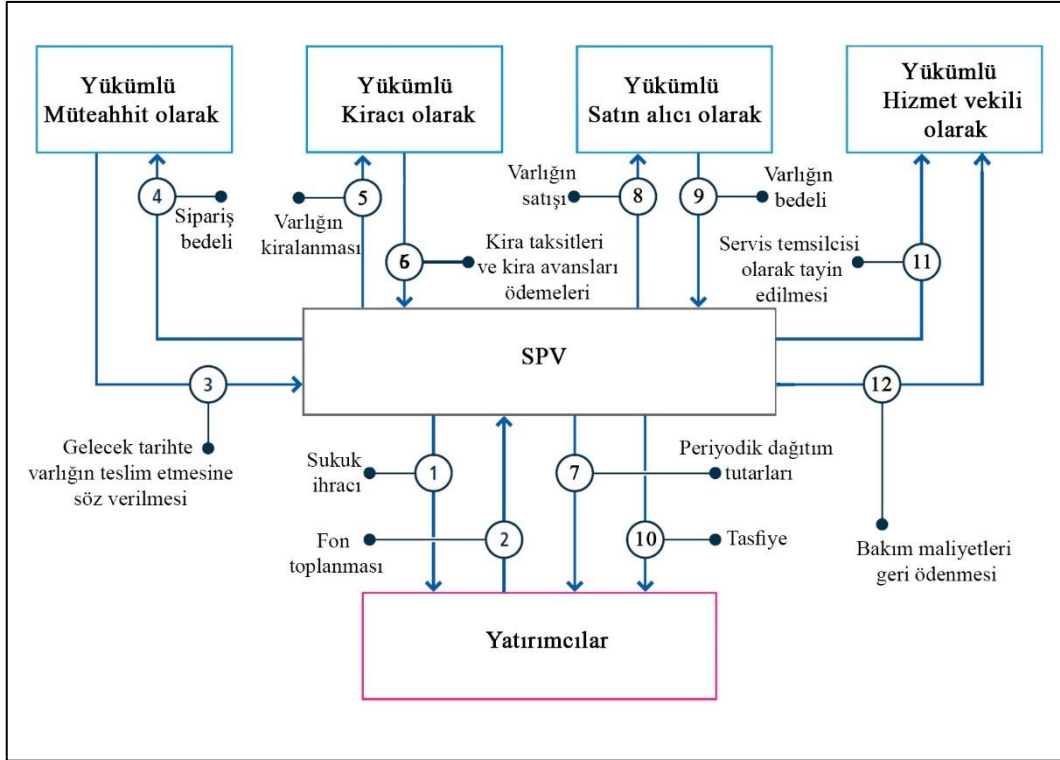 Yükümlü
Müteahhit olarak
Yükümlü
Kiracı olarak
Yükümlü
Satın alıcı olarak
Yükümlü
Hizmet vekili
olarak
4
Sipariş
bedeli
5
Varlığın
kiralanması
6
Kira taksitleri
ve kira avansları
ödemeleri
8
Varlığın
satışı
9
Varlığın
bedeli
11
Servis temsilcisi
olarak tayin
edilmesi
SPV
3
Gelecek tarihte
varlığın teslim etmesine
söz verilmesi
12
Bakım maliyetleri
geri ödenmesi
1
Sukuk
ihracı
2
Fon
toplanması
7
Periyodik dağıtım
tutarları
10
Tasfiye
Yatırımcılar